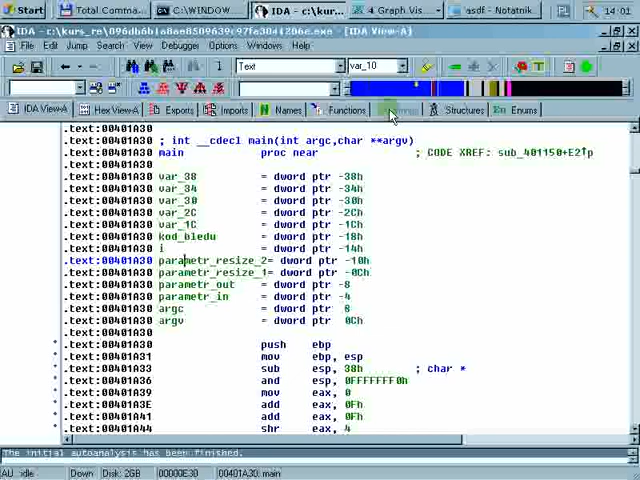 Start Total Comma... C:\WINDOW... IDA - c:\kurs... 4 Graph Vis... asdf - Notatnik PL 14:01
IDA - c:\kurs_re\
File Edit Jump Search View Debugger Options Windows Help
Text var_10
IDA View-A Hex View-A Exports Imports Names Functions Structures Enums
.text:00401A30
.text:00401A30 ; int __cdecl main(int argc,char **argv)
.text:00401A30 main proc near ; CODE XREF: sub_401150+E2↑p
.text:00401A30
.text:00401A30 var_38 = dword ptr -38h
.text:00401A30 var_34 = dword ptr -34h
.text:00401A30 var_30 = dword ptr -30h
.text:00401A30 var_2C = dword ptr -2Ch
.text:00401A30 var_1C = dword ptr -1Ch
.text:00401A30 kod_bledu = dword ptr -18h
.text:00401A30 i = dword ptr -14h
.text:00401A30 parametr_resize_2= dword ptr -10h
.text:00401A30 parametr_resize_1= dword ptr -0Ch
.text:00401A30 parametr_out = dword ptr -8
.text:00401A30 parametr_in = dword ptr -4
.text:00401A30 argc = dword ptr 8
.text:00401A30 argv = dword ptr 0Ch
.text:00401A30
.text:00401A30 push ebp
.text:00401A31 mov ebp, esp
.text:00401A33 sub esp, 38h ; char *
.text:00401A36 and esp, 0FFFFFFF0h
.text:00401A39 mov eax, 0
.text:00401A3E add eax, 0Fh
.text:00401A41 add eax, 0Fh
.text:00401A44 shr eax, 4
The initial autoanalysis has been finished.
AU: idle Down Disk: 2GB 00000E30 00401A30: main